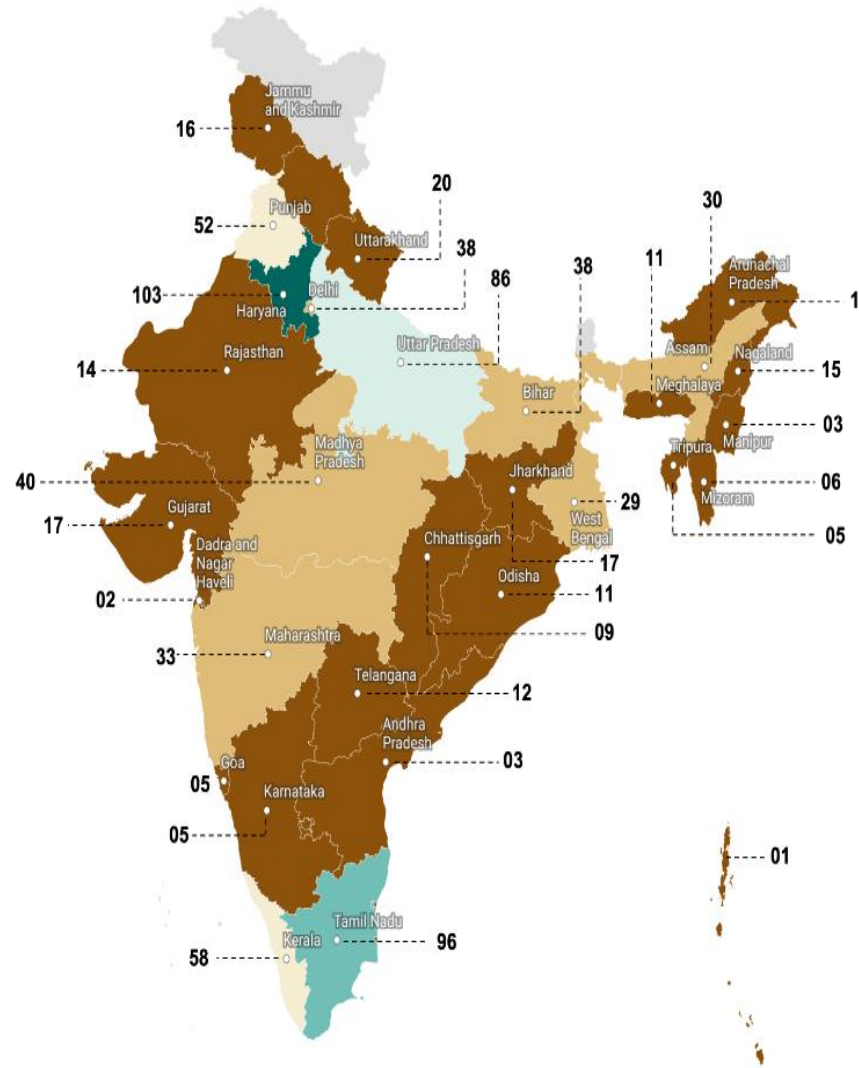 Jammu
and Kashmir
16
20
30
Punjab
52
Uttarakhand
38
11
38
Arunachal
Pradesh
86
103
Delhi
1
Haryana
Uttar Pradesh
Assam
Rajasthan
Nagaland
14
15
Meghalaya
Bihar
03
Madhya
Pradesh
Tripura
Manipur
Jharkhand
40
06
Mizoram
Gujarat
29
17
West
Bengal
05
Dadra and
Nagar
Haveli
Chhattisgarh
17
Odisha
02
11
09
Maharashtra
33
Telangana
12
Andhra
Pradesh
03
Goa
05
Karnataka
05
01
Tamil Nadu
Kerala
96
58